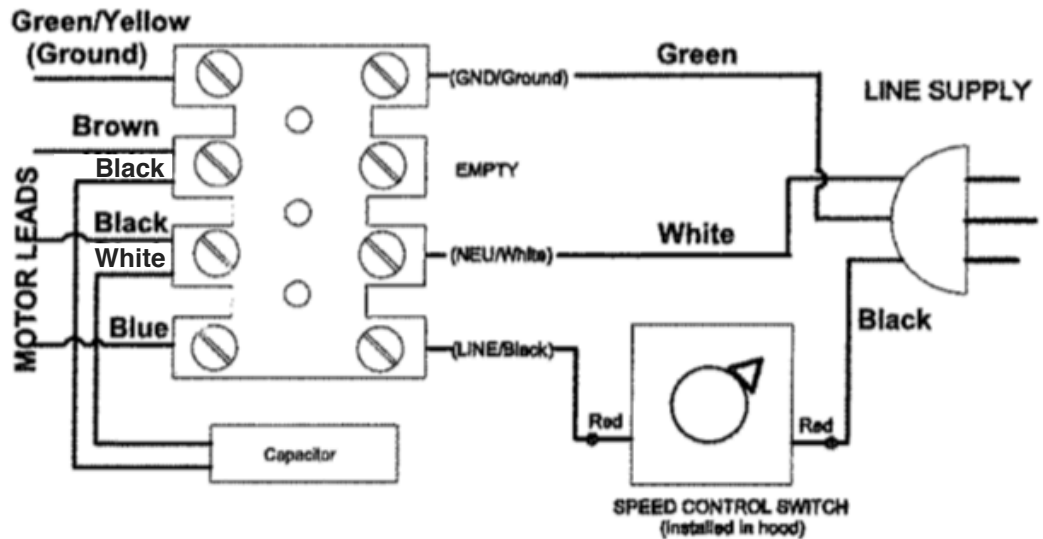 Green/Yellow
(Ground)
Brown
Black
Black
White
Blue
MOTOR LEADS
Capacitor
(GND/Ground)
Green
EMPTY
(NEU/White)
White
(LINE/Black)
LINE SUPPLY
Black
Red
Red
SPEED CONTROL SWITCH
(installed in hood)